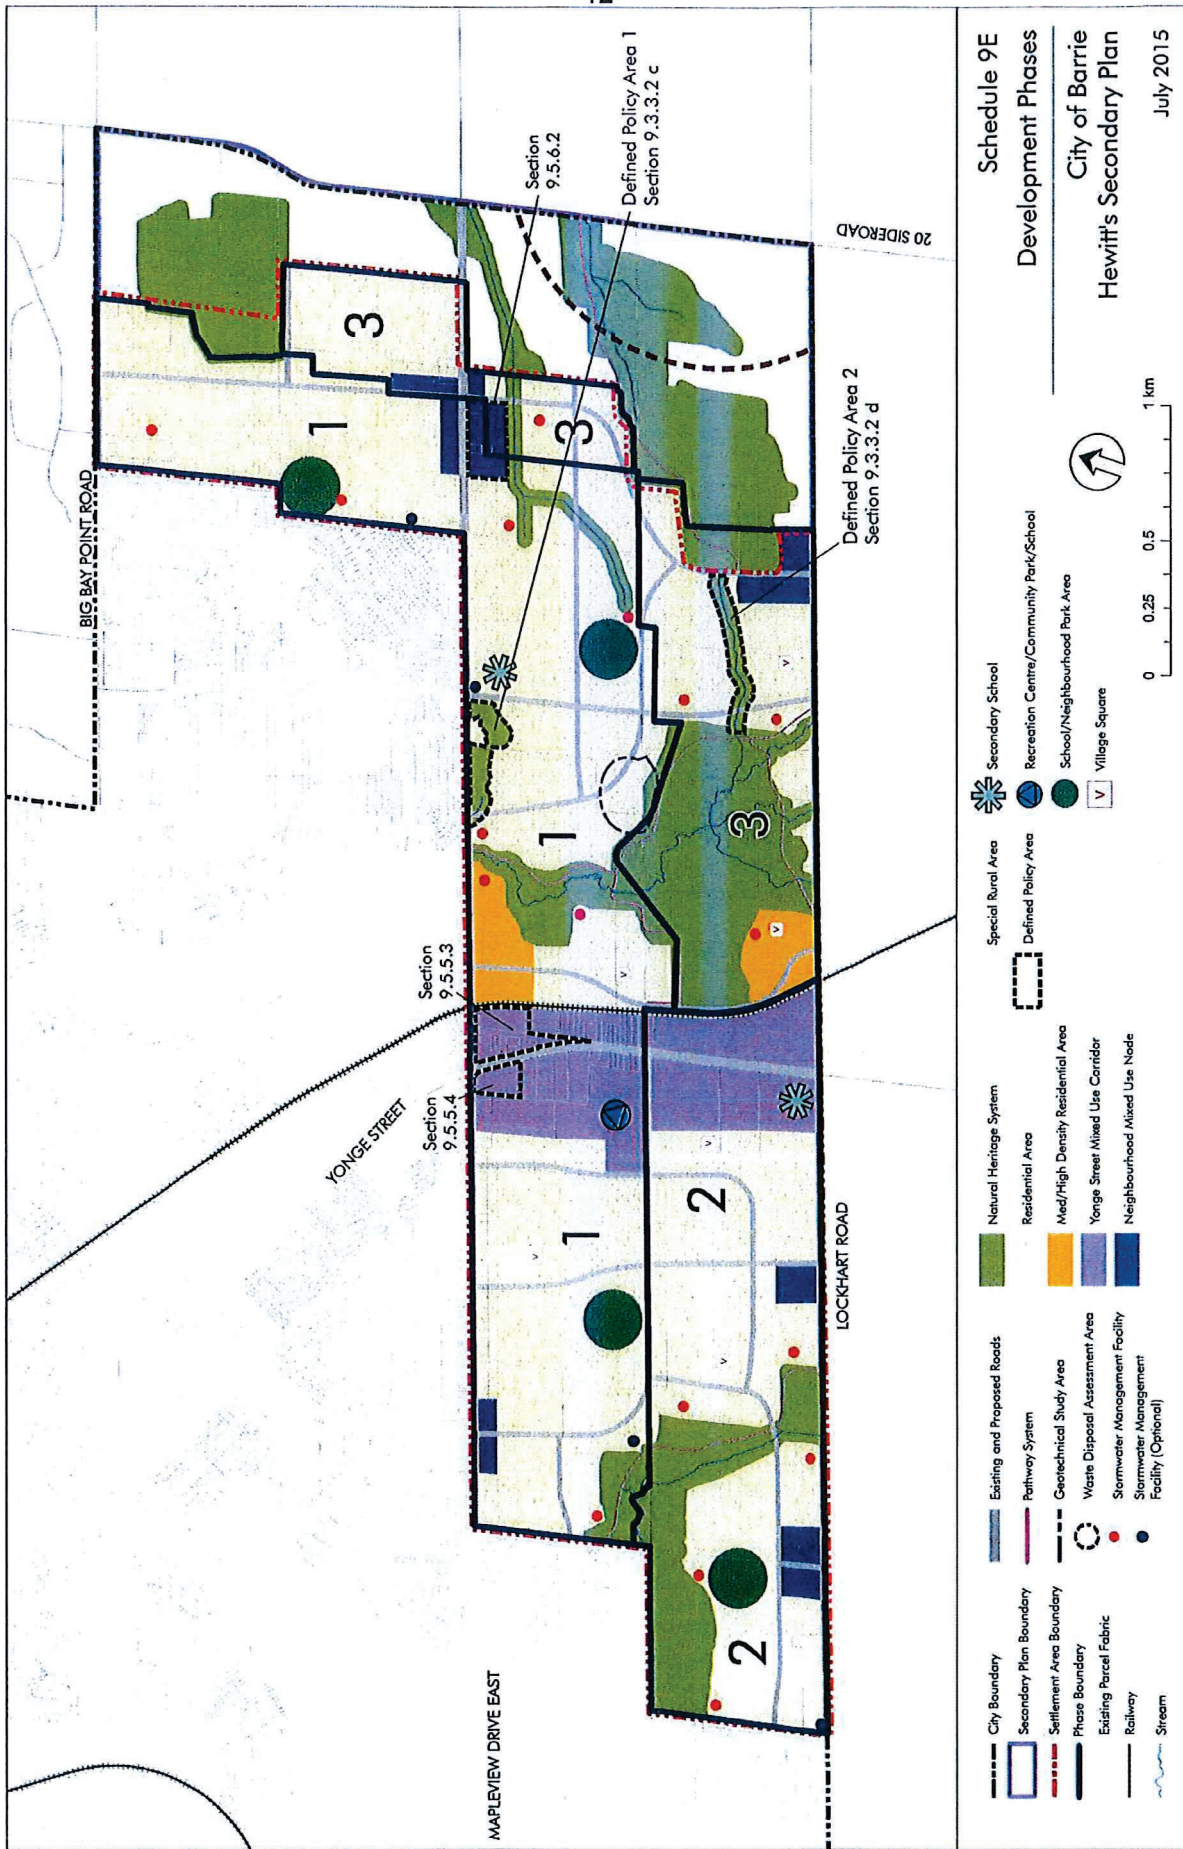 BIG BAY POINT ROAD
Section
9.5.6.2
Defined Policy Area 1
Section 9.3.3.2 c
20 SIDEROAD
3
1
3
Defined Policy Area 2
Section 9.3.3.2 d
V
1
3
V
V
Section
9.5.5.3
YONGE STREET
Section
9.5.5.4
V
1
2
V
V
2
LOCKHART ROAD
MAPLEVIEW DRIVE EAST
City Boundary
Secondary Plan Boundary
Settlement Area Boundary
Phase Boundary
Existing Parcel Fabric
Railway
Stream
Existing and Proposed Roads
Pathway System
Geotechnical Study Area
Waste Disposal Assessment Area
Stormwater Management Facility
Stormwater Management
Facility (Optional)
Natural Heritage System
Residential Area
Med/High Density Residential Area
Yonge Street Mixed Use Corridor
Neighbourhood Mixed Use Node
Special Rural Area
Defined Policy Area
Secondary School
Recreation Centre/Community Park/School
School/Neighbourhood Park Area
V
Village Square
0 0.25 0.5 1 km
Schedule 9E
Development Phases
City of Barrie
Hewitt's Secondary Plan
July 2015